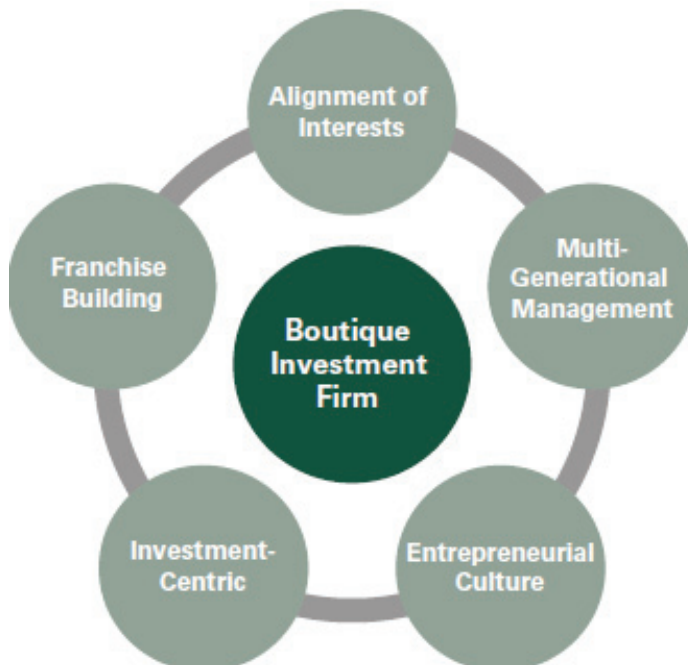 Alignment of
Interests
Multi-
Generational
Management
Entrepreneurial
Culture
Investment-
Centric
Franchise
Building
Boutique
Investment
Firm